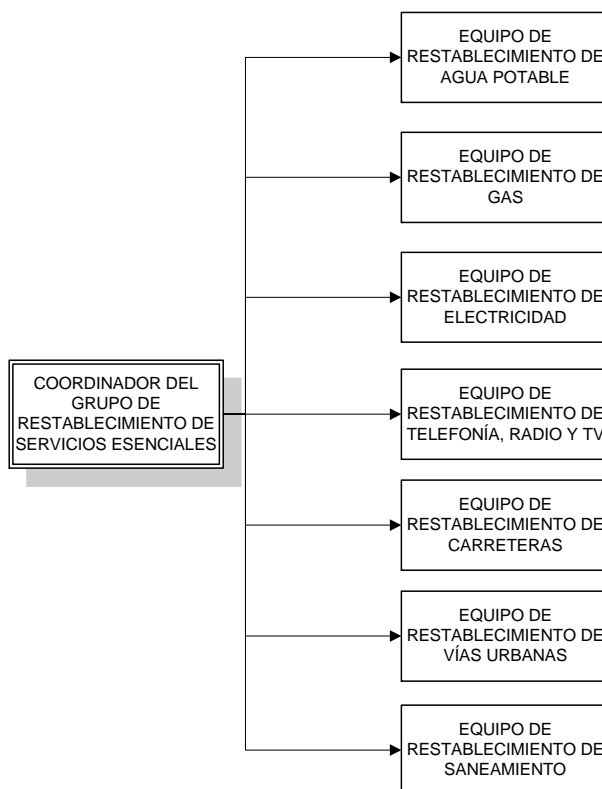 EQUIPO DE
RESTABLECIMIENTO DE
AGUA POTABLE
EQUIPO DE
RESTABLECIMIENTO DE
GAS
EQUIPO DE
RESTABLECIMIENTO DE
ELECTRICIDAD
COORDINADOR DEL
GRUPO DE
RESTABLECIMIENTO DE
SERVICIOS ESENCIALES
EQUIPO DE
RESTABLECIMIENTO DE
TELEFONÍA, RADIO Y TV
EQUIPO DE
RESTABLECIMIENTO DE
CARRETERAS
EQUIPO DE
RESTABLECIMIENTO DE
VÍAS URBANAS
EQUIPO DE
RESTABLECIMIENTO DE
SANEAMIENTO